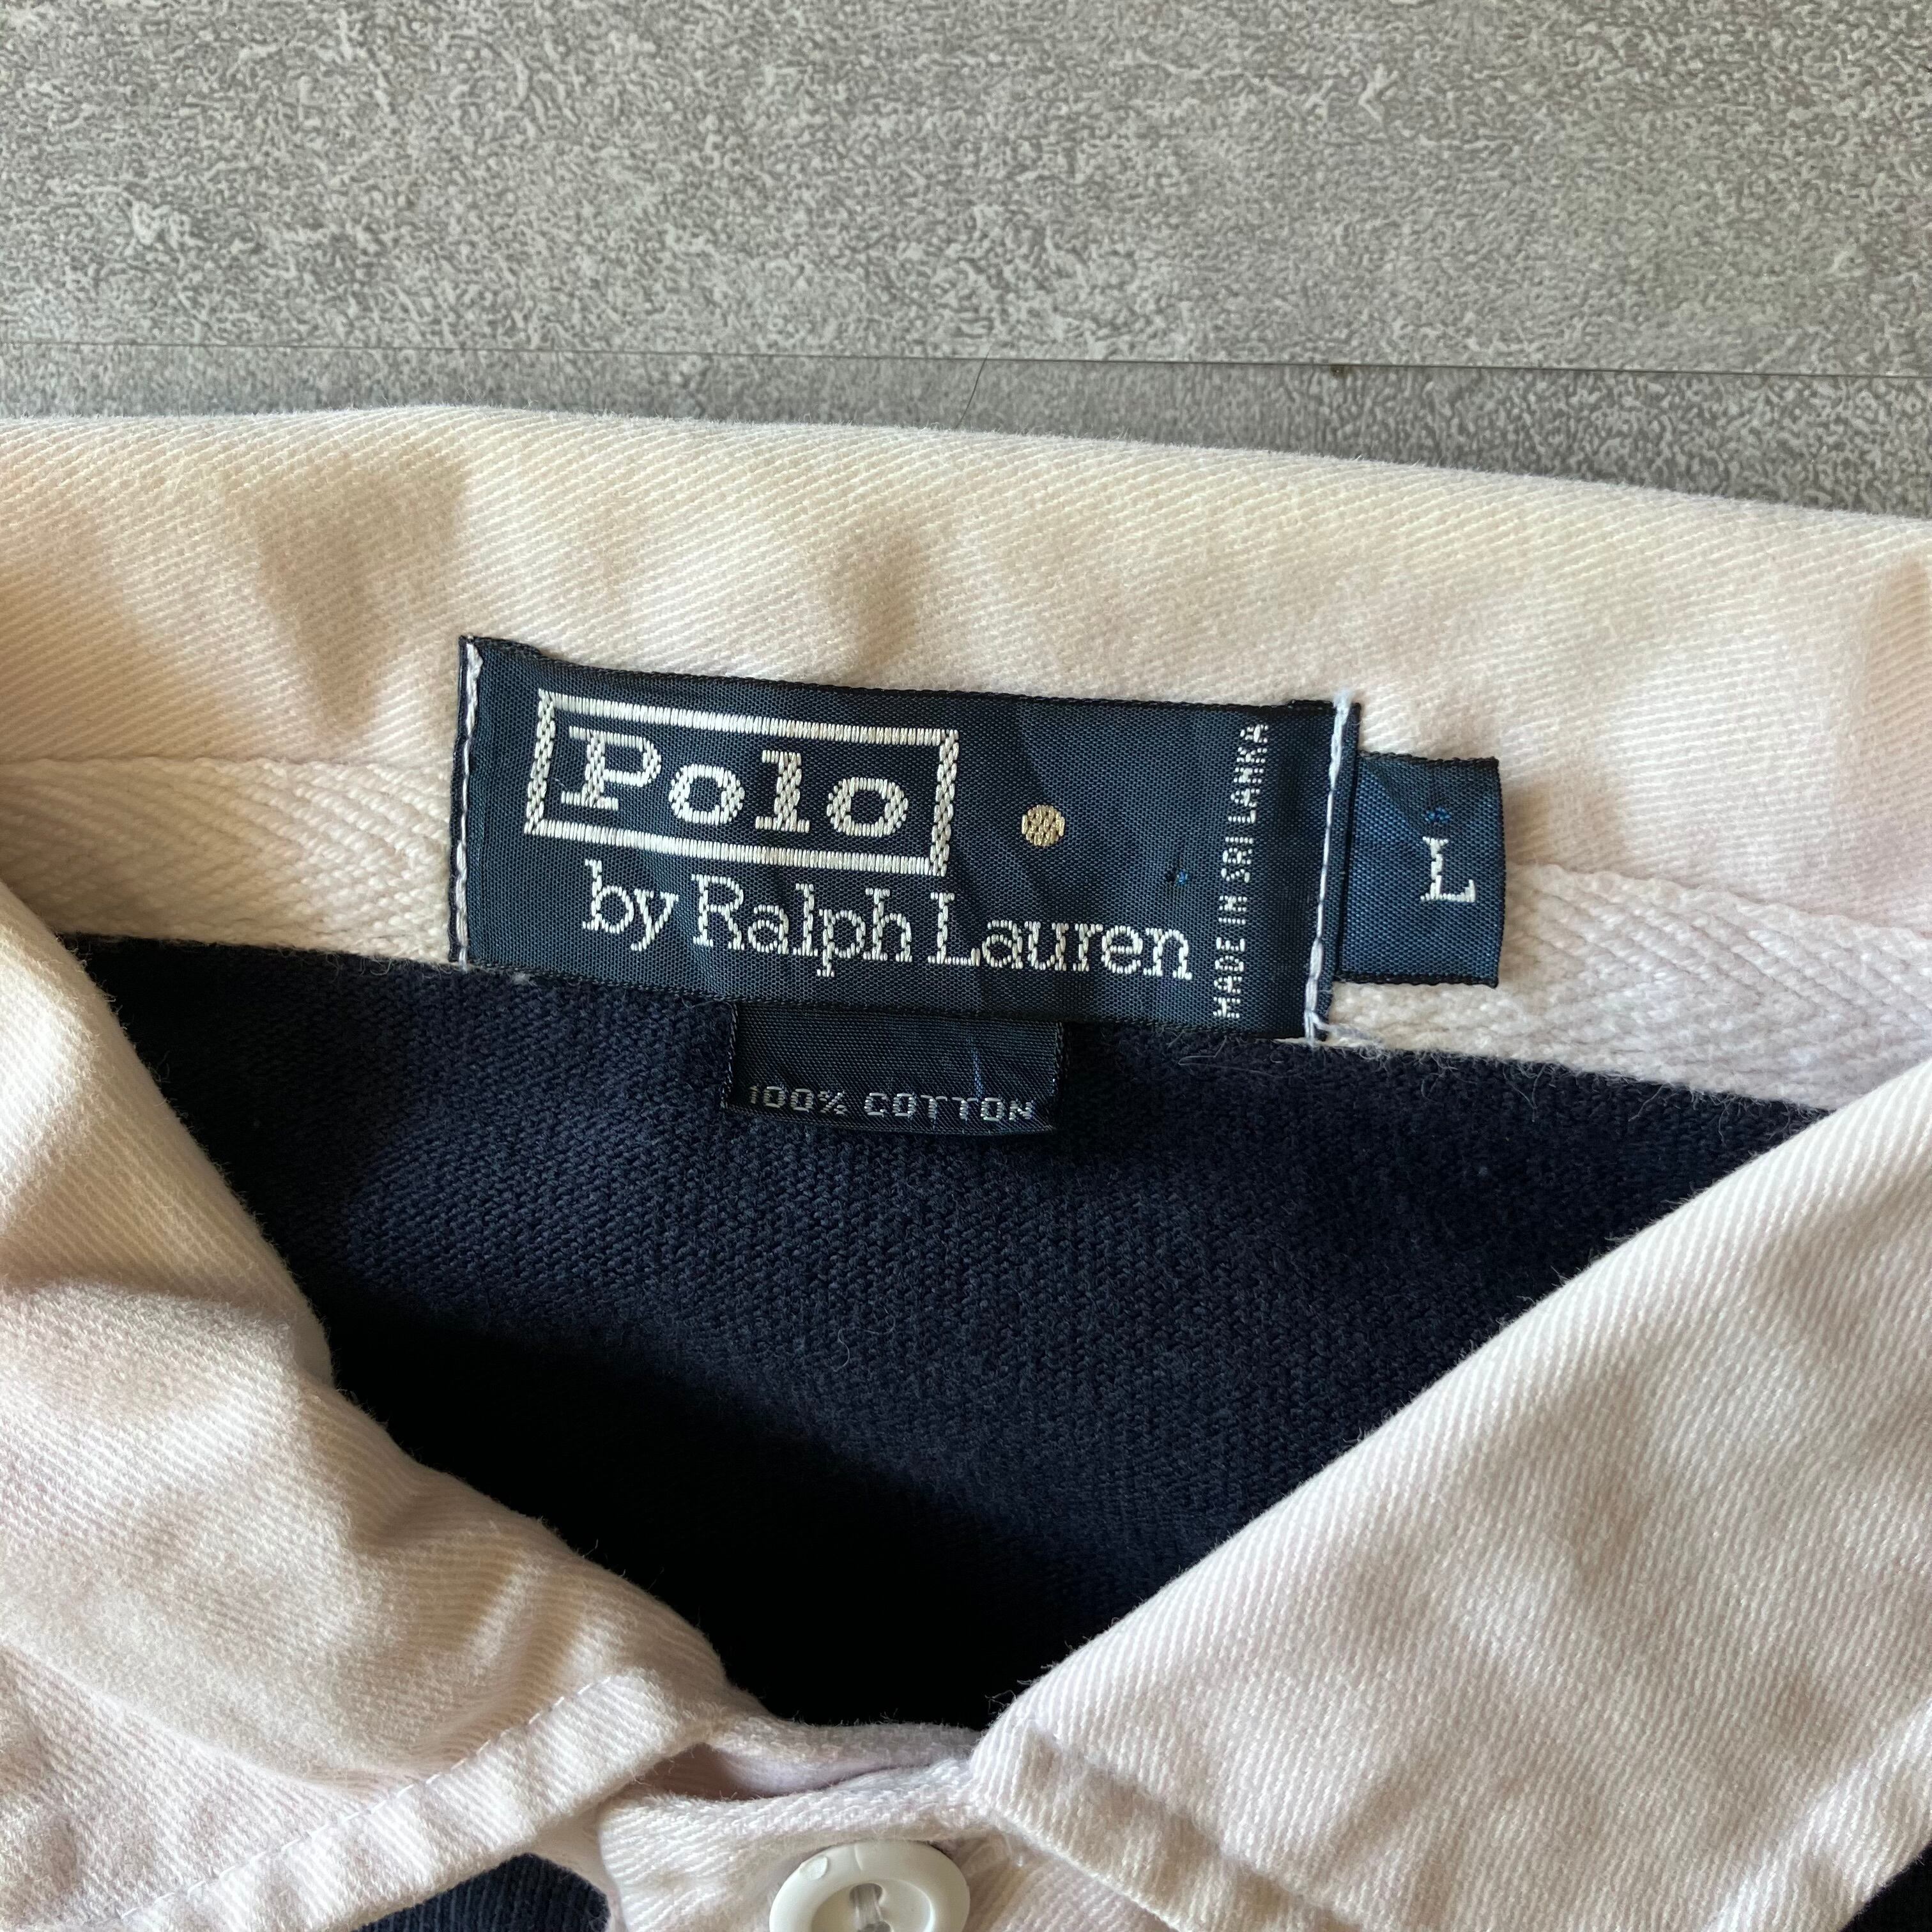 Polo
by Ralph Lauren
MADE IN SRI LANKA
L
100% COTTON